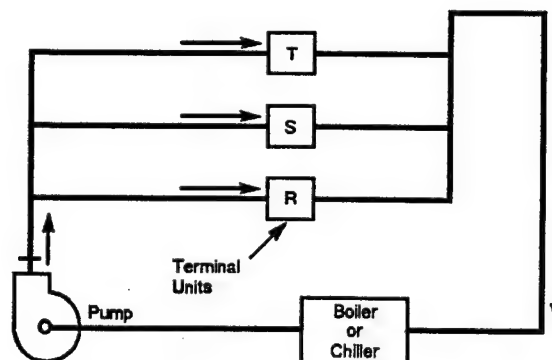 T
S
R
Terminal
Units
Pump
Boiler
or
Chiller